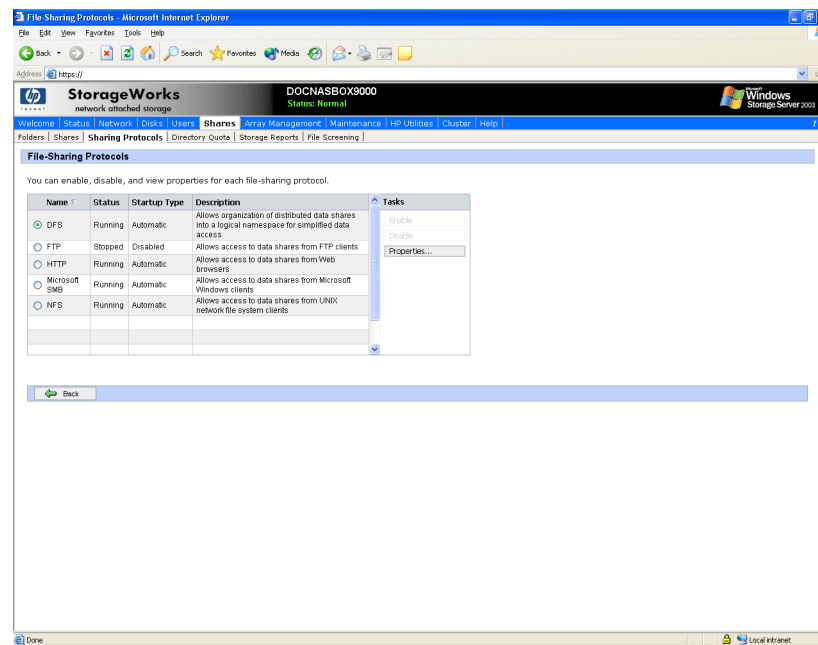 File-Sharing Protocols - Microsoft Internet Explorer
File Edit View Favorites Tools Help
Back Search Favorites Media
Address https://
hp StorageWorks DOCNASBOX9000 Microsoft Windows
invent network attached storage Status: Normal Storage Server 2003
Welcome Status Network Disks Users Shares Array Management Maintenance HP Utilities Cluster Help ?
Folders Shares Sharing Protocols Directory Quota Storage Reports File Screening
File-Sharing Protocols
You can enable, disable, and view properties for each file-sharing protocol.
Name Status Startup Type Description Tasks
DFS Running Automatic Allows organization of distributed data shares into a logical namespace for simplified data access
Enable
Disable
Properties...
FTP Stopped Disabled Allows access to data shares from FTP clients
HTTP Running Automatic Allows access to data shares from Web browsers
Microsoft SMB Running Automatic Allows access to data shares from Microsoft Windows clients
NFS Running Automatic Allows access to data shares from UNIX network file system clients
Back
Done Local intranet